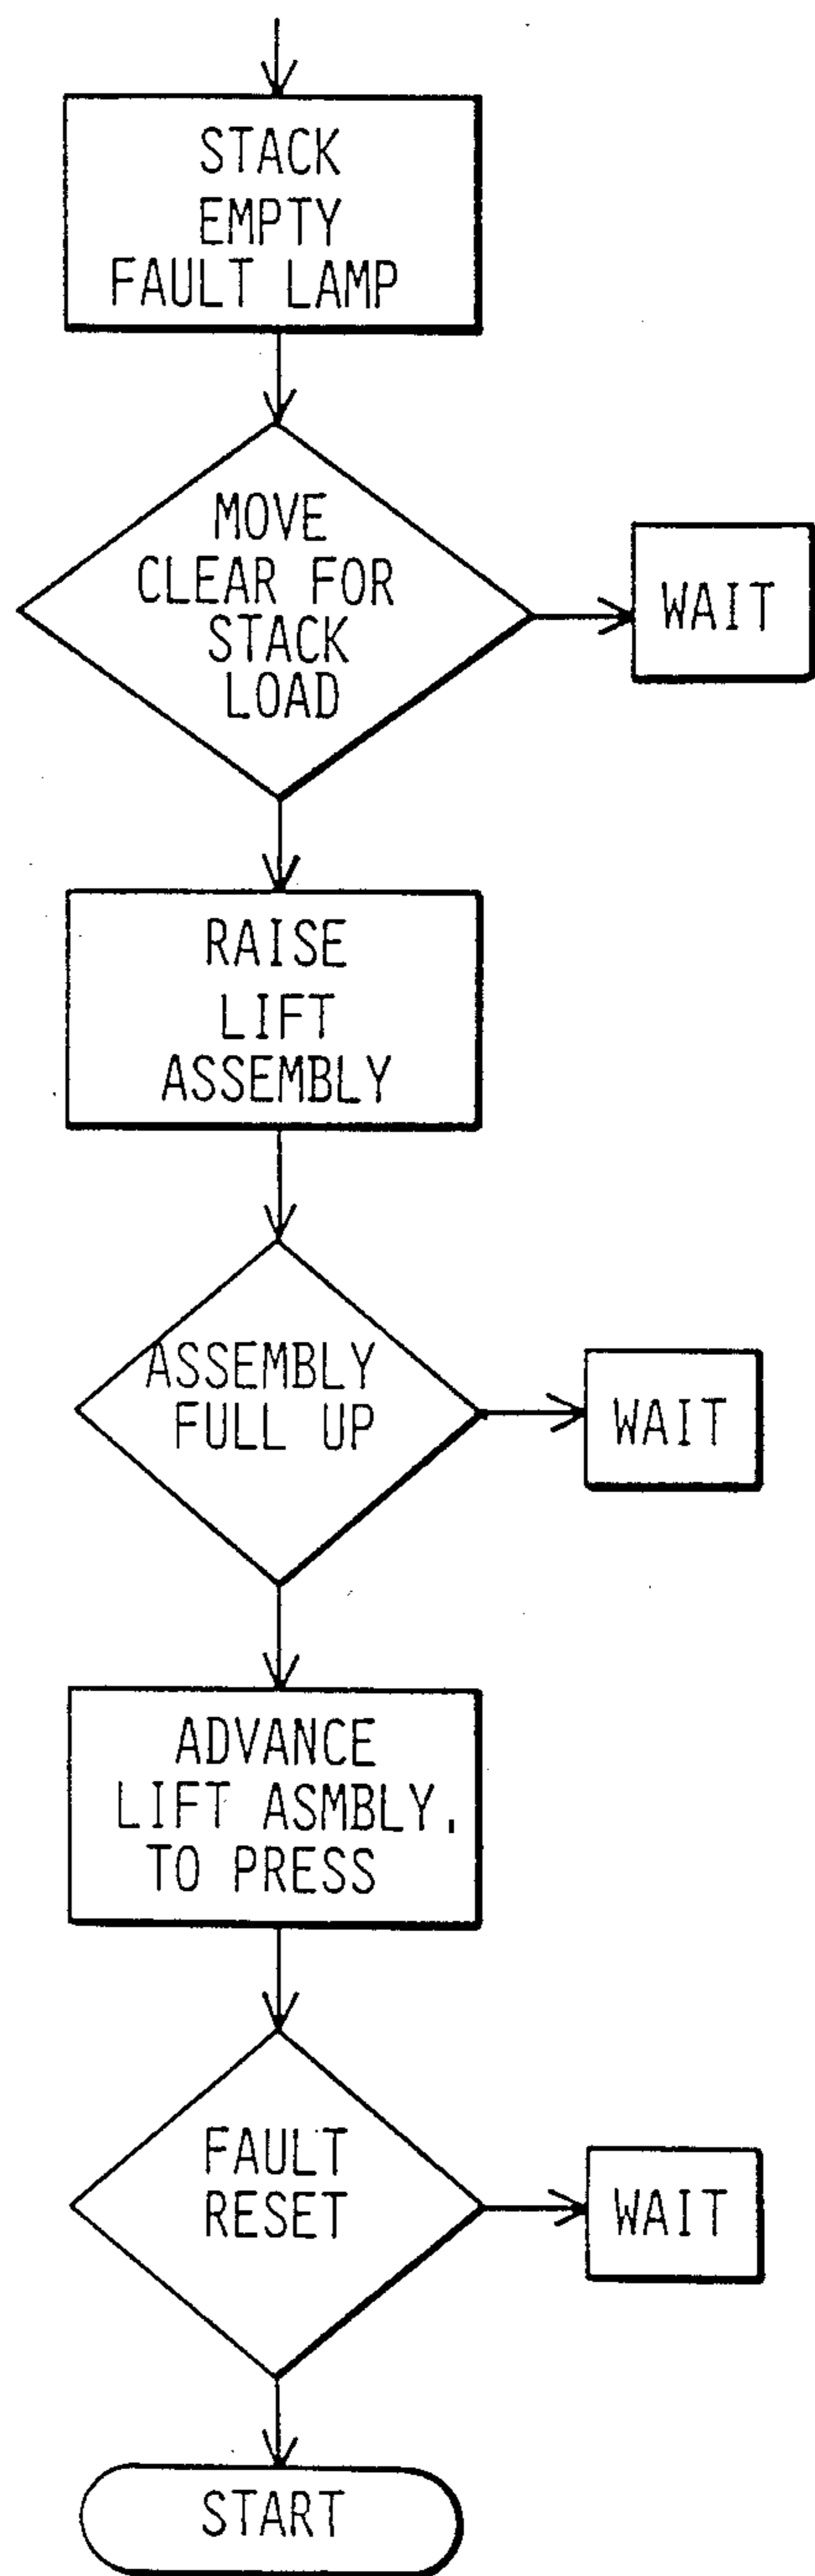 STACK
EMPTY
FAULT LAMP
MOVE
CLEAR FOR
STACK
LOAD
WAIT
RAISE
LIFT
ASSEMBLY
ASSEMBLY
FULL UP
WAIT
ADVANCE
LIFT ASMBLY.
TO PRESS
FAULT
RESET
WAIT
START